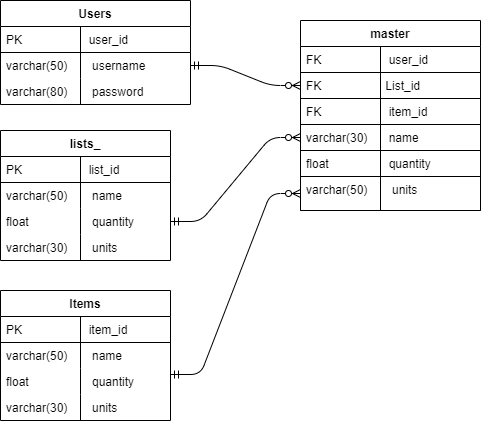 Users
PK user_id
varchar(50) username
varchar(80) password
lists_
PK list_id
varchar(50) name
float quantity
varchar(30) units
Items
PK item_id
varchar(50) name
float quantity
varchar(30) units
master
FK user_id
FK List_id
FK item_id
varchar(30) name
float quantity
varchar(50) units